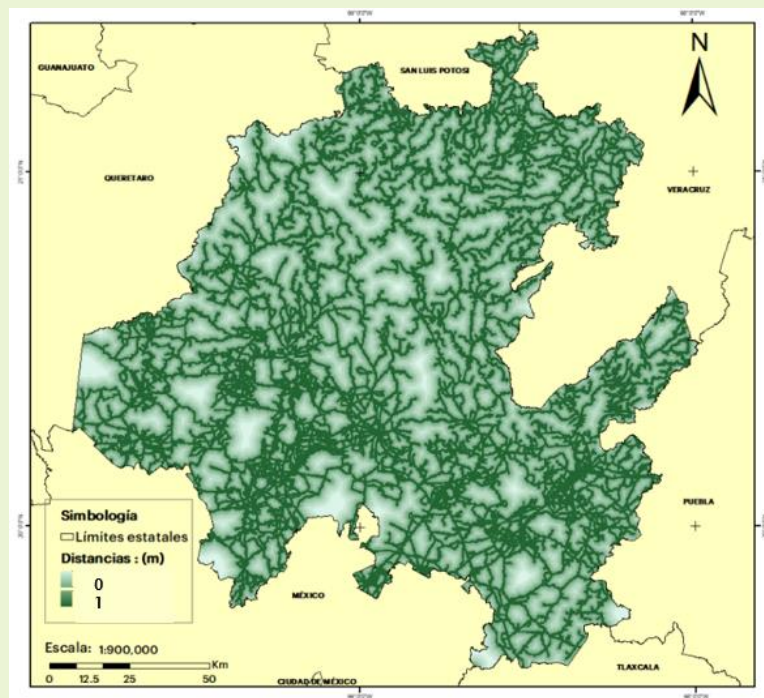 N
GUANAJUATO
SAN LUIS POTOSI
QUERETARO
VERACRUZ
PUEBLA
MÉXICO
CIUDAD DE MÉXICO
TLAXCALA
Simbología
Límites estatales
Distancias : (m)
0
1
Escala: 1:900,000
Km
0 12.5 25 50